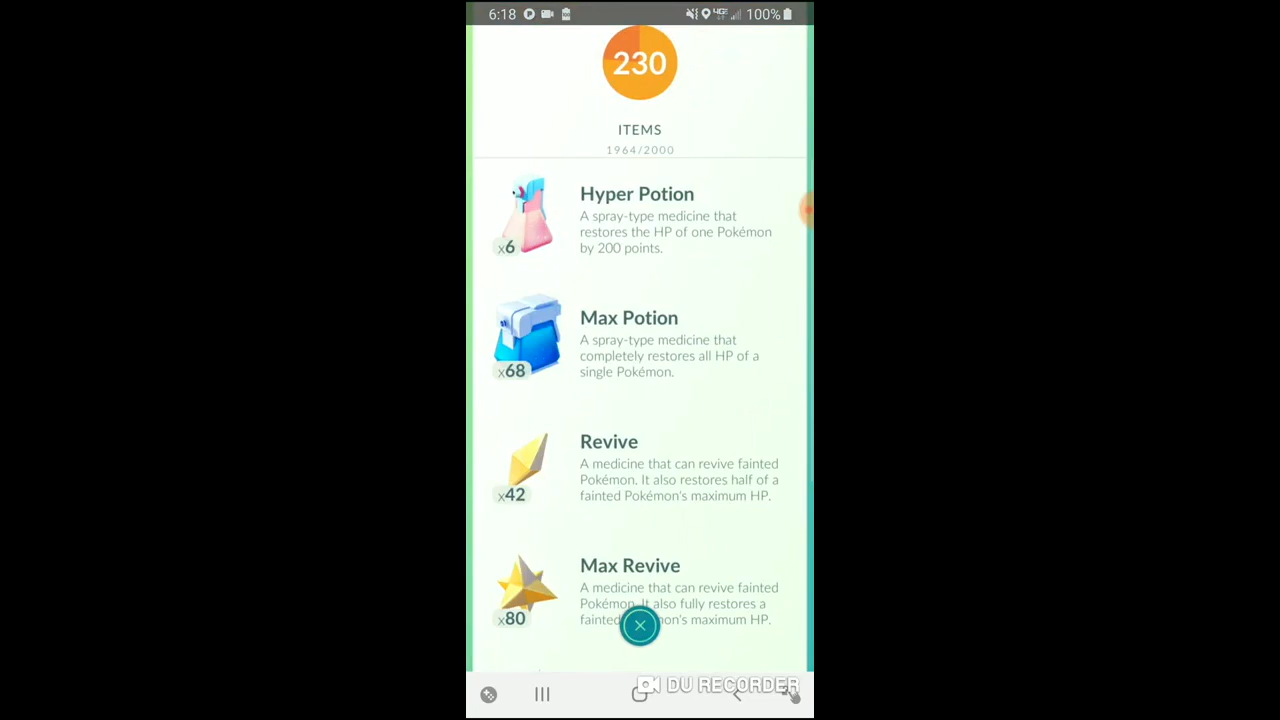 6:18 4GE 100%
230
ITEMS
1964/2000
Hyper Potion
A spray-type medicine that
restores the HP of one Pokémon
by 200 points.
x6
Max Potion
A spray-type medicine that
completely restores all HP of a
single Pokémon.
x68
Revive
A medicine that can revive fainted
Pokémon. It also restores half of a
fainted Pokémon's maximum HP.
x42
Max Revive
A medicine that can revive fainted
Pokémon. It also fully restores a
fainted mon's maximum HP.
x80
DU RECORDER